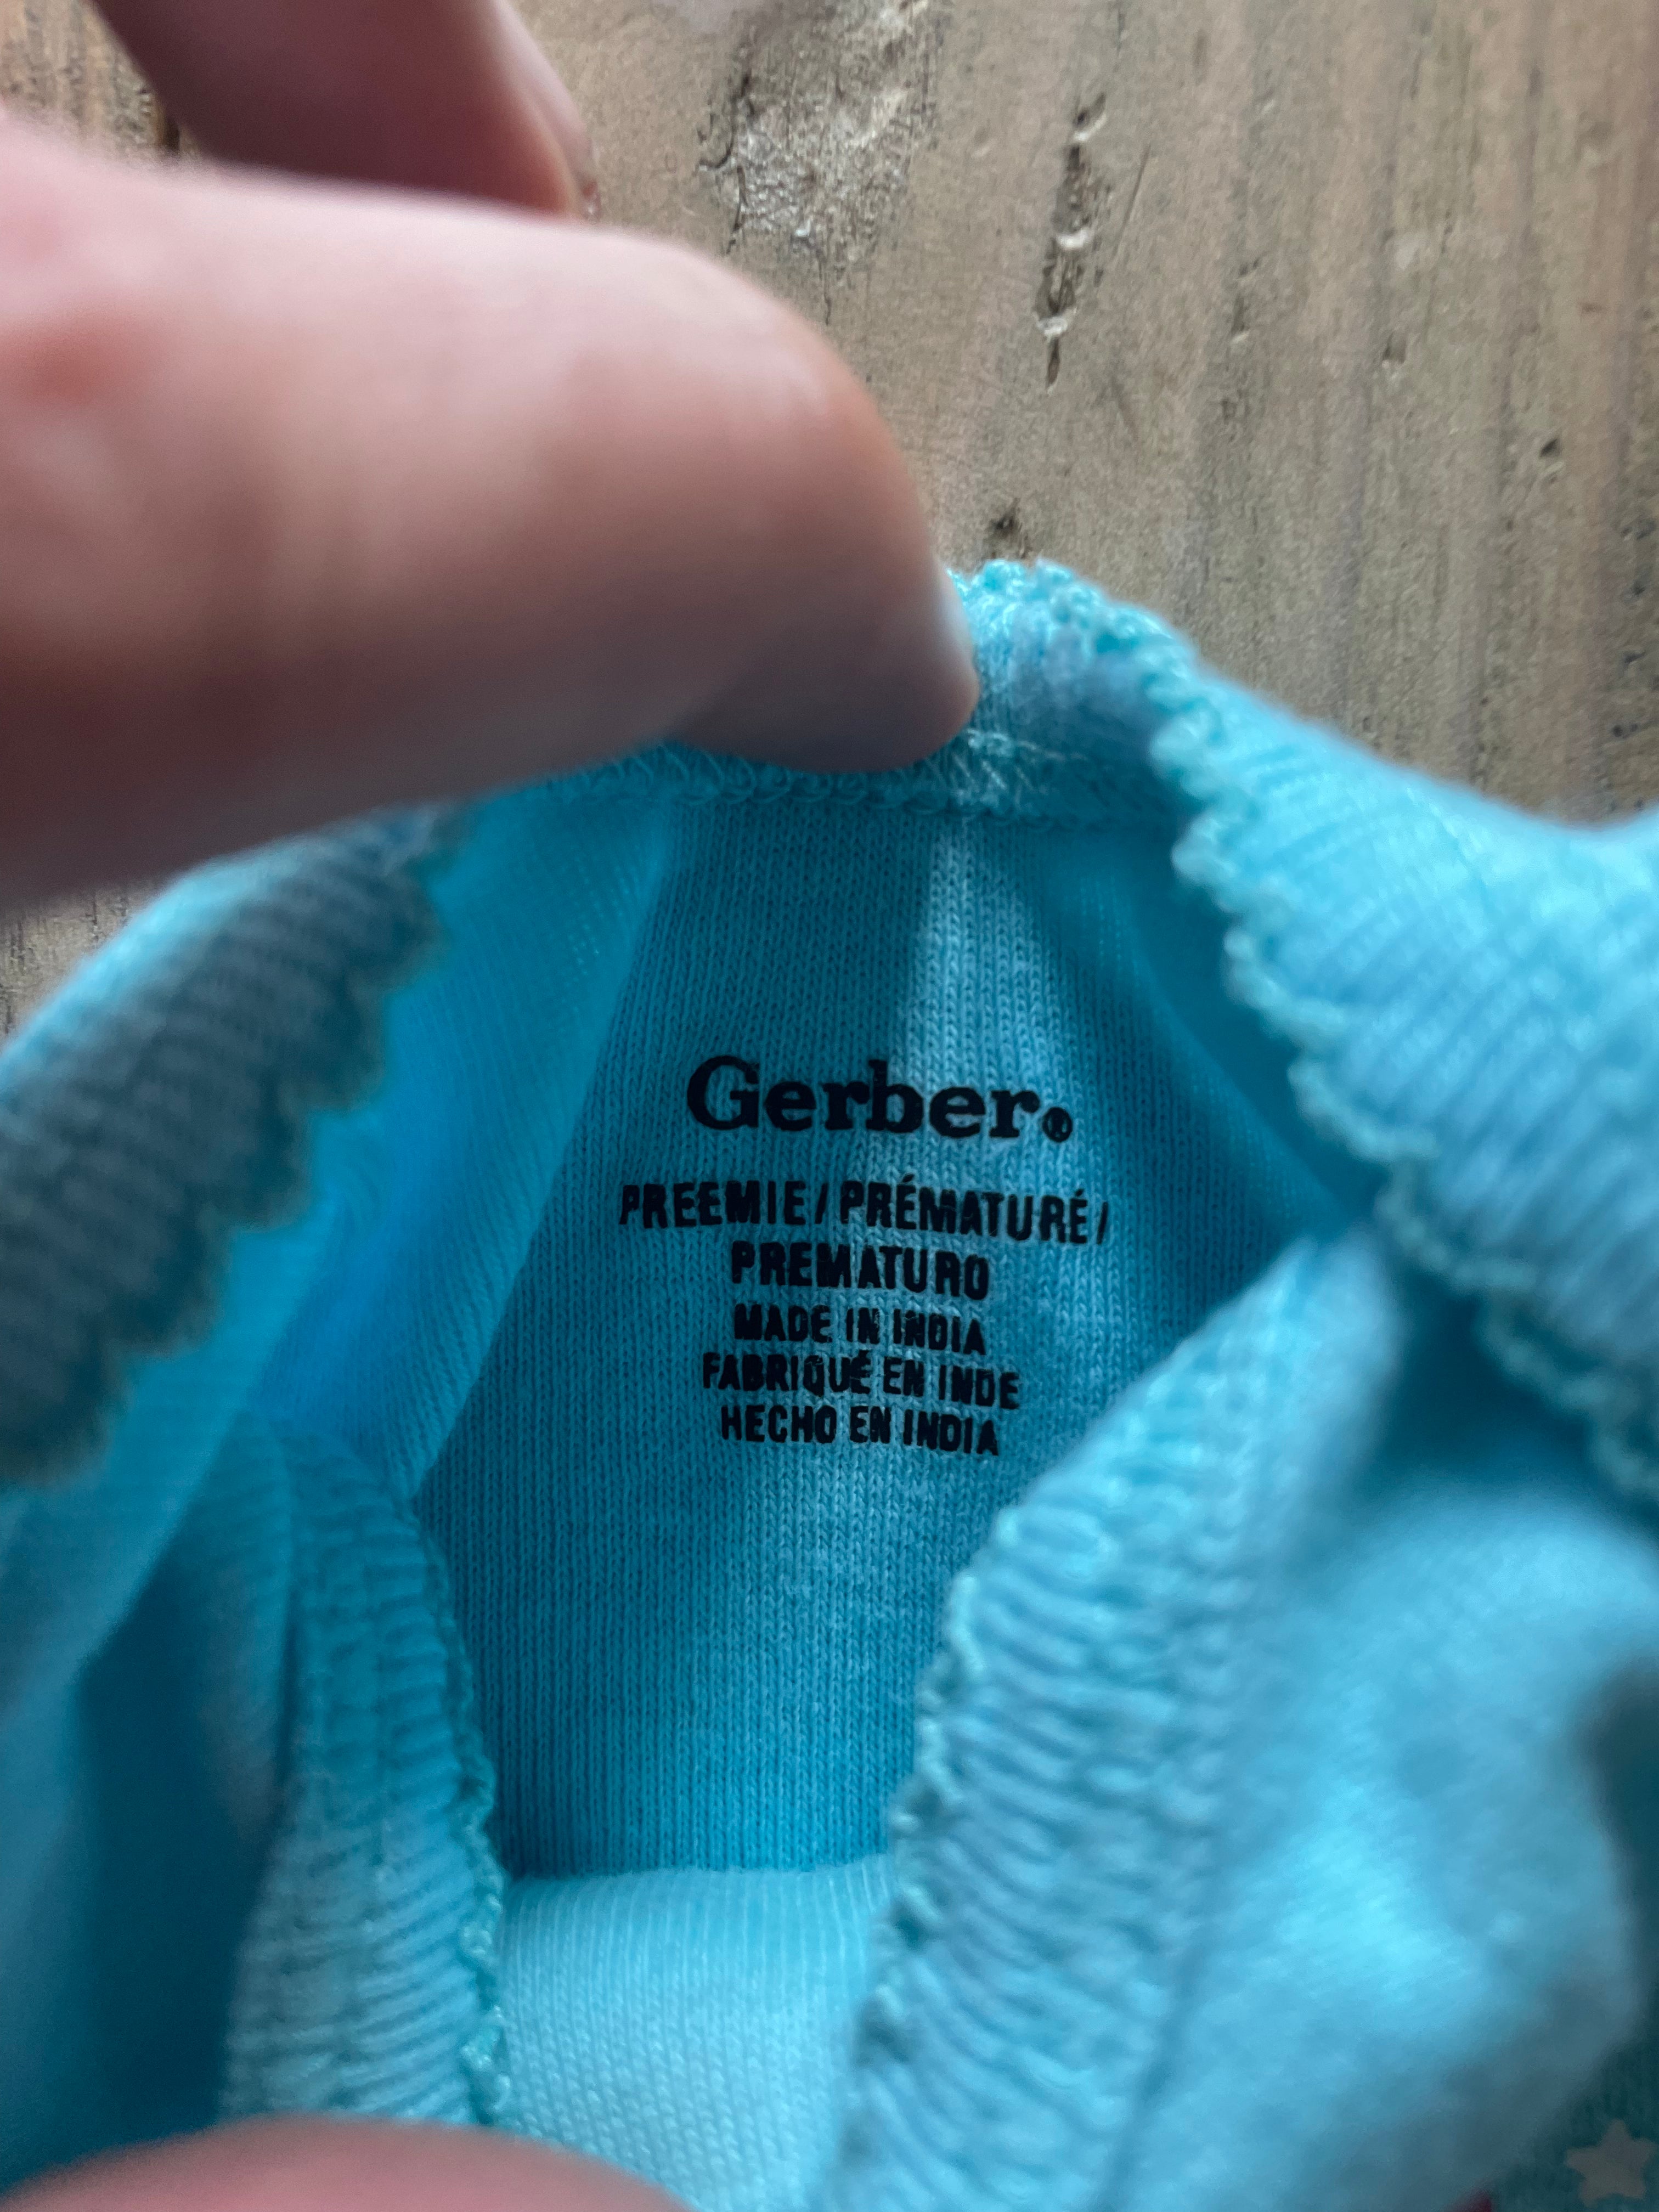 Gerber®
PREEMIE/PRÉMATURÉ/
PREMATURO
MADE IN INDIA
FABRIQUÉ EN INDE
HECHO EN INDIA